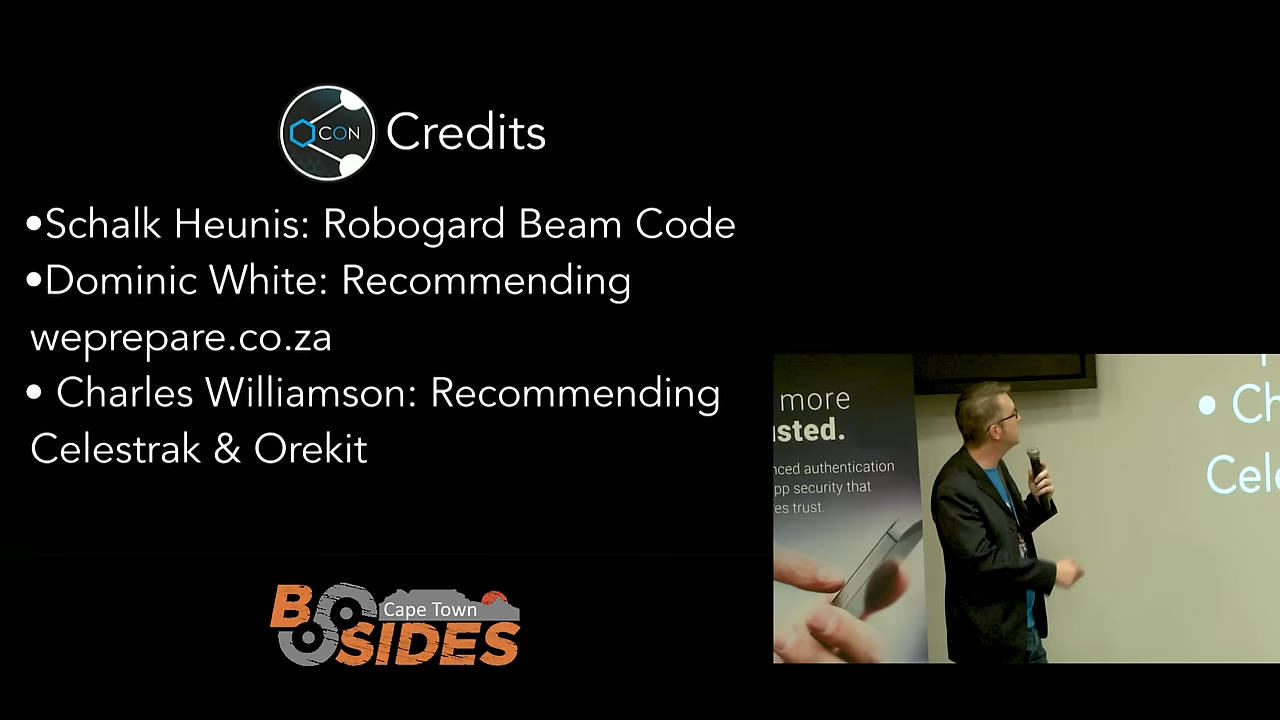 CON
Credits
•Schalk Heunis: Robogard Beam Code
•Dominic White: Recommending
weprepare.co.za
• Charles Williamson: Recommending
Celestrak & Orekit
B SIDES
Cape Town
more
sted.
nced authentication
pp security that
es trust.
• Ch
Cele